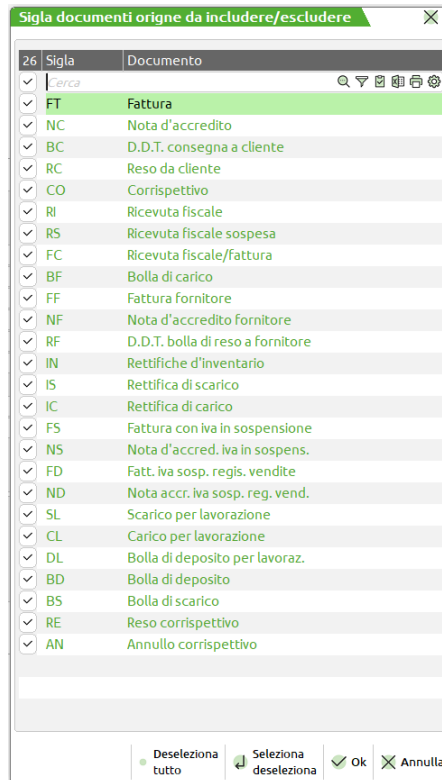 Sigla documenti origne da includere/escludere
26 Sigla Documento
Cerca
FT Fattura
NC Nota d'accredito
BC D.D.T. consegna a cliente
RC Reso da cliente
CO Corrispettivo
RI Ricevuta fiscale
RS Ricevuta fiscale sospesa
FC Ricevuta fiscale/fattura
BF Bolla di carico
FF Fattura fornitore
NF Nota d'accredito fornitore
RF D.D.T. bolla di reso a fornitore
IN Rettifiche d'inventario
IS Rettifica di scarico
IC Rettifica di carico
FS Fattura con iva in sospensione
NS Nota d'accred. iva in sospens.
FD Fatt. iva sosp. regis. vendite
ND Nota accr. iva sosp. reg. vend.
SL Scarico per lavorazione
CL Carico per lavorazione
DL Bolla di deposito per lavoraz.
BD Bolla di deposito
BS Bolla di scarico
RE Reso corrispettivo
AN Annullo corrispettivo
Deseleziona tutto
Seleziona deseleziona
Ok
Annulla